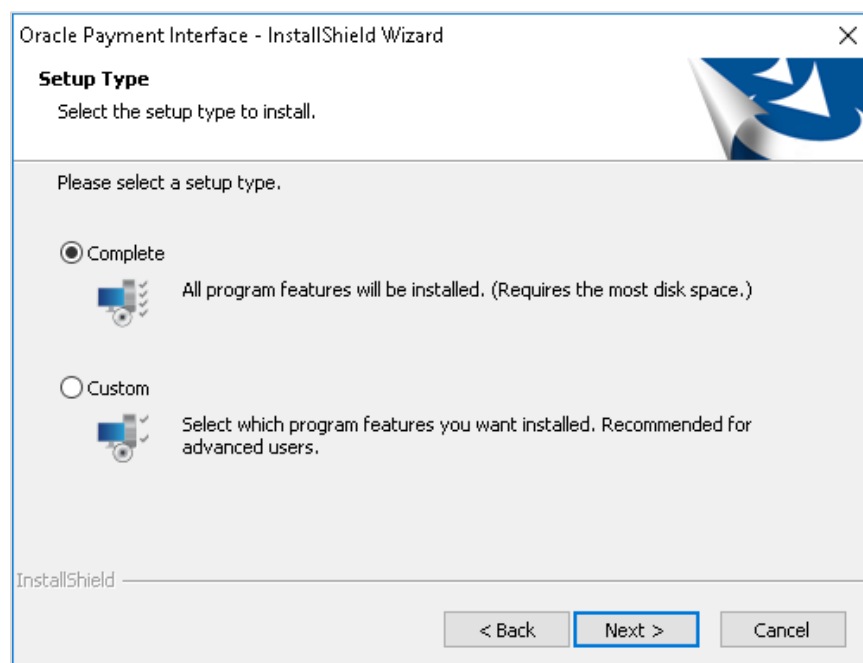 Oracle Payment Interface - InstallShield Wizard
Setup Type
Select the setup type to install.
Please select a setup type.
Complete
All program features will be installed. (Requires the most disk space.)
Custom
Select which program features you want installed. Recommended for
advanced users.
InstallShield
< Back
Next >
Cancel